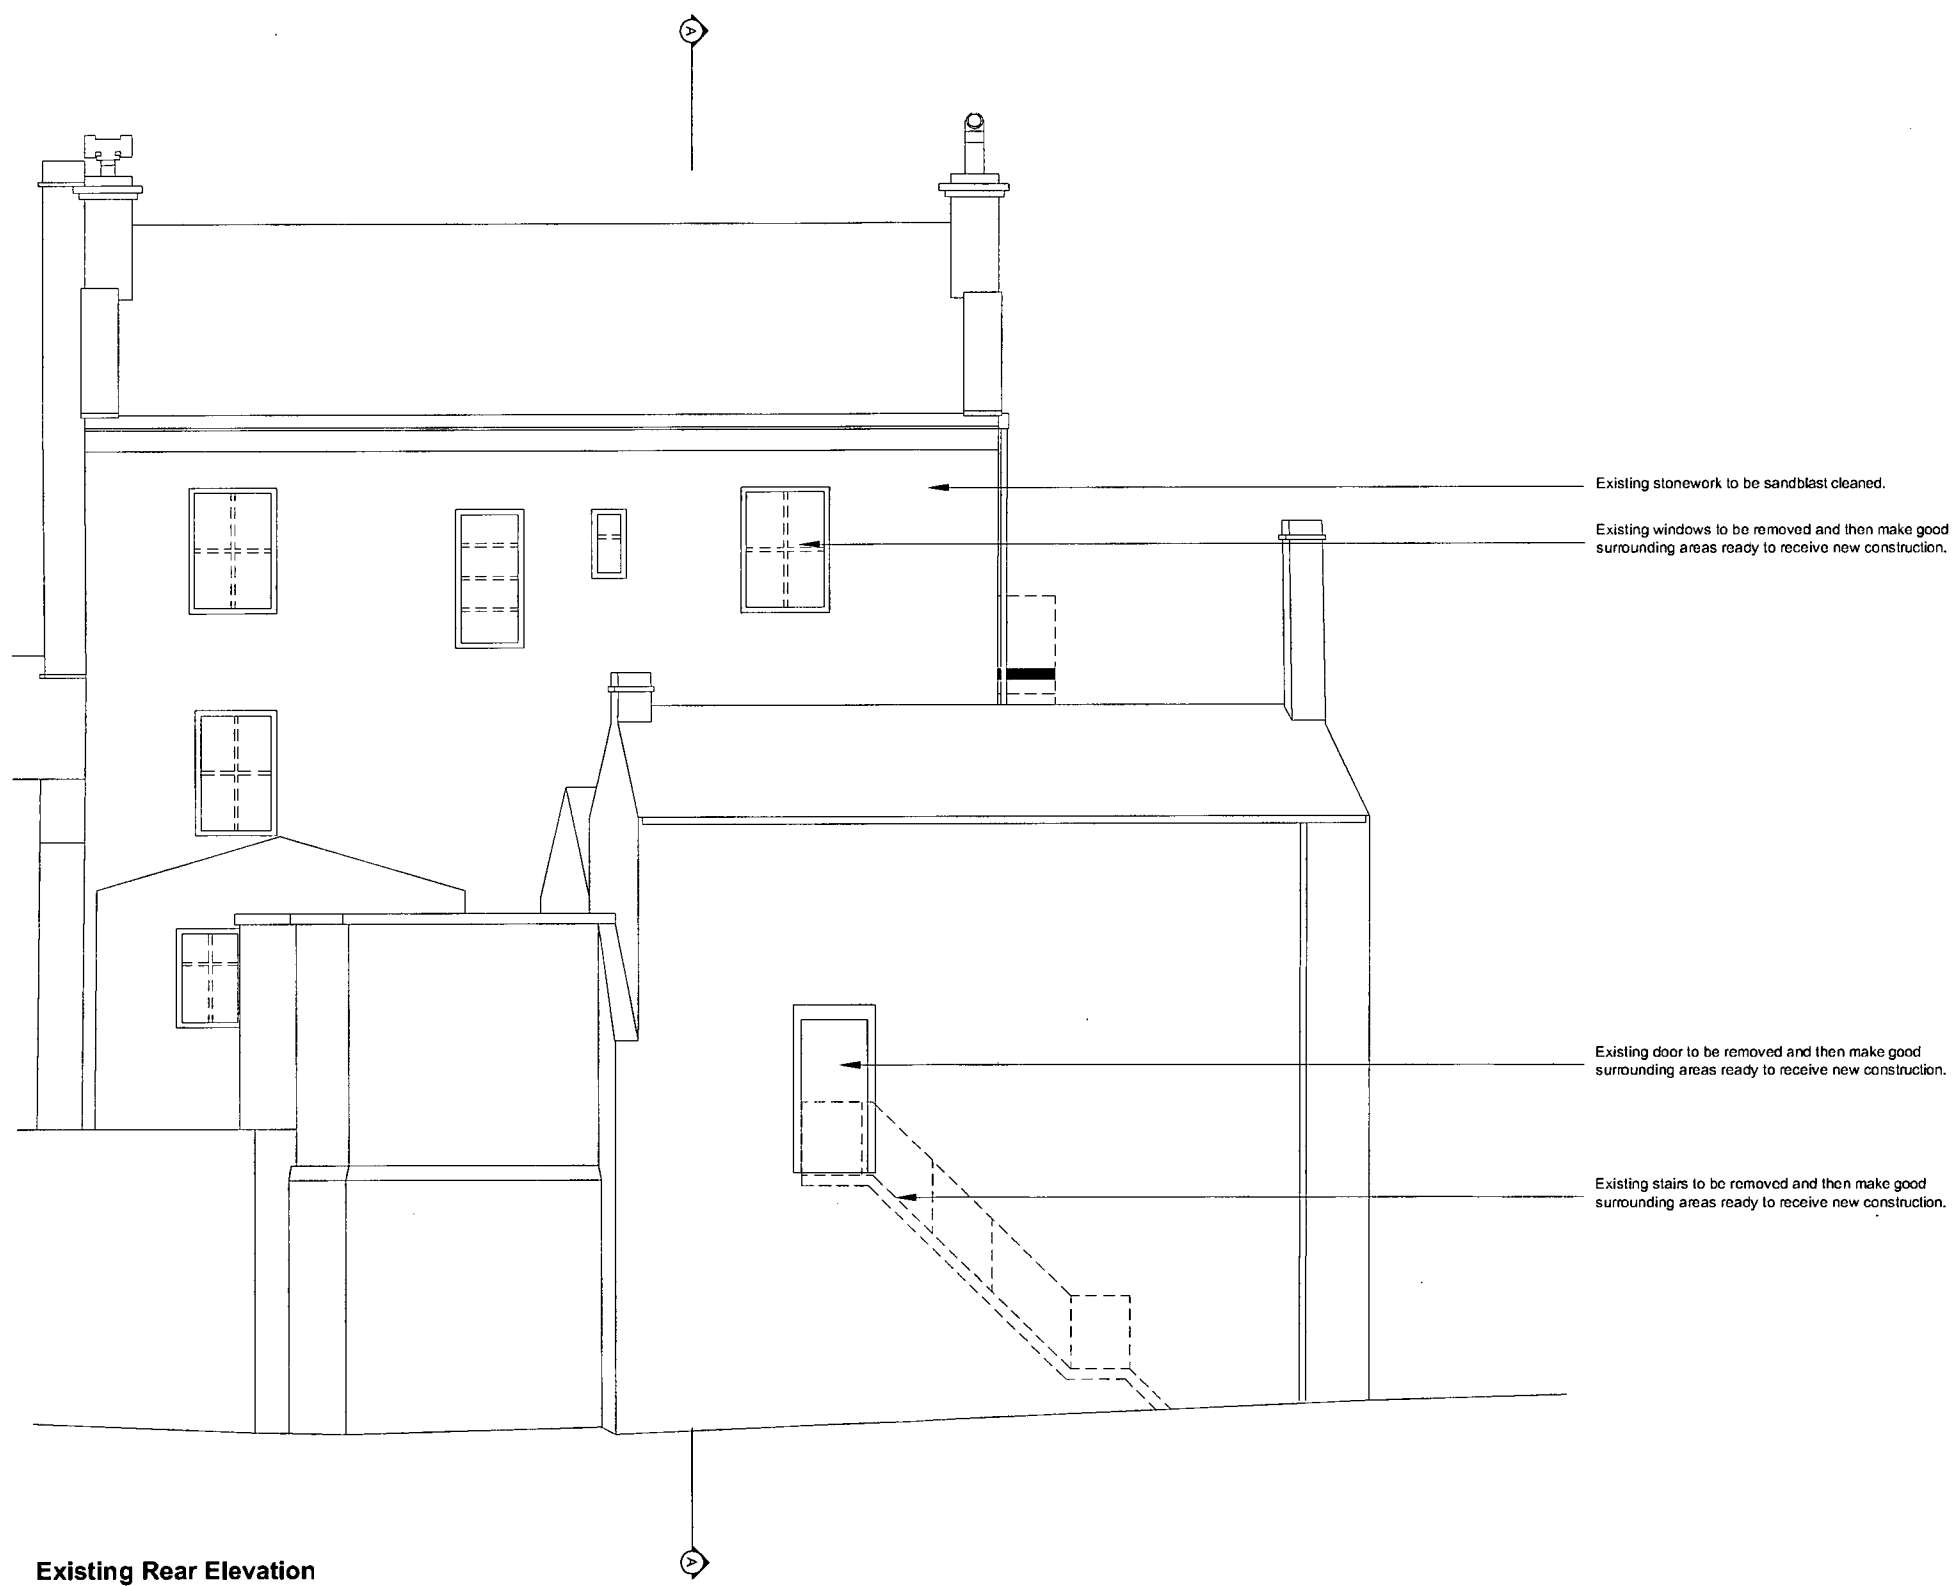 A
Existing stonework to be sandblast cleaned.
Existing windows to be removed and then make good
surrounding areas ready to receive new construction.
Existing door to be removed and then make good
surrounding areas ready to receive new construction.
Existing stairs to be removed and then make good
surrounding areas ready to receive new construction.
A
Existing Rear Elevation